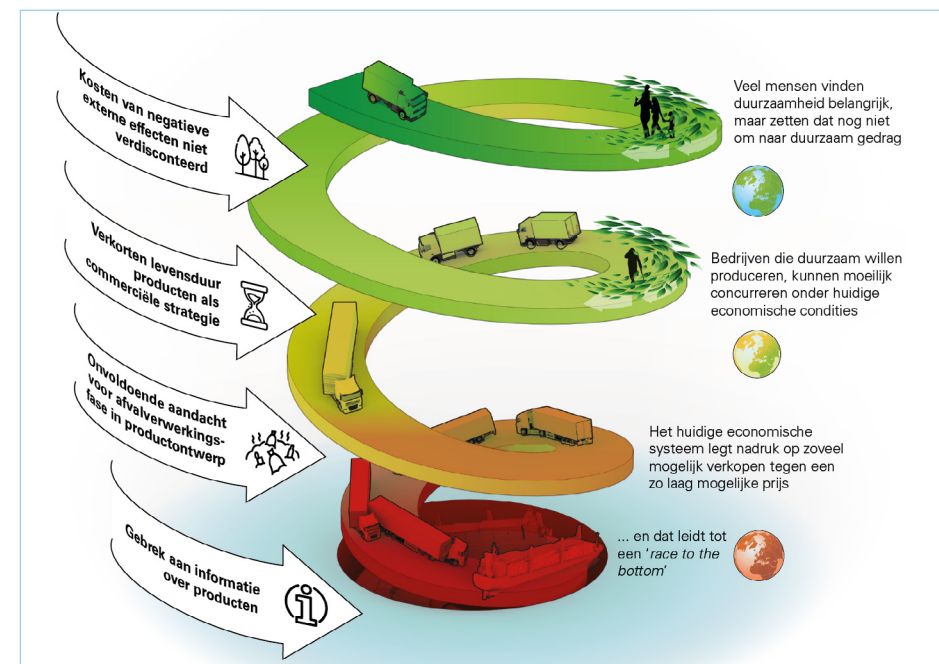 Kosten van negatieve
externe effecten niet
verdisconteerd
Veel mensen vinden
duurzaamheid belangrijk,
maar zetten dat nog niet
om naar duurzaam gedrag
Verkorten levensduur
producten als
commerciële strategie
Bedrijven die duurzaam willen
produceren, kunnen moeilijk
concurreren onder huidige
economische condities
Onvoldoende aandacht
voor afvalverwerkings-
fase in productontwerp
Het huidige economische
systeem legt nadruk op zoveel
mogelijk verkopen tegen een
zo laag mogelijke prijs
Gebrek aan informatie
over producten
... en dat leidt tot
een 'race to the
bottom'